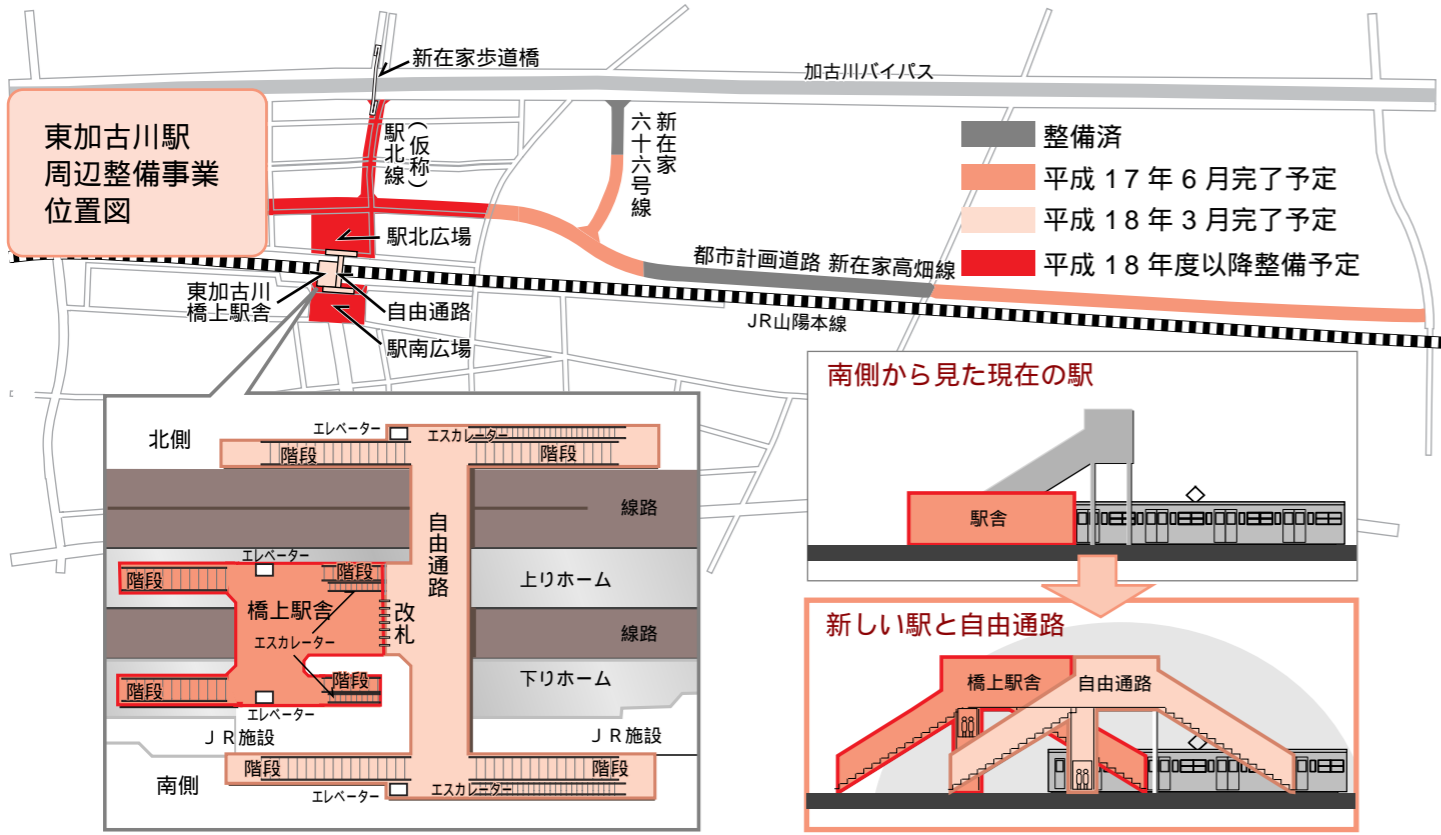 新在家歩道橋
加古川バイパス
東加古川駅
周辺整備事業
位置図
(仮称)
駅北線
新在家
六十六号線
整備済
平成 17 年 6 月完了予定
平成 18 年 3 月完了予定
平成 18 年度以降整備予定
駅北広場
都市計画道路 新在家高畑線
東加古川
橋上駅舎
自由通路
JR山陽本線
駅南広場
北側
エレベーター
エスカレーター
階段
階段
線路
自由通路
エレベーター
階段
階段
上りホーム
橋上駅舎
改札
エスカレーター
線路
階段
階段
下りホーム
エレベーター
JR施設
JR施設
階段
階段
南側
エレベーター
エスカレーター
南側から見た現在の駅
駅舎
新しい駅と自由通路
橋上駅舎
自由通路